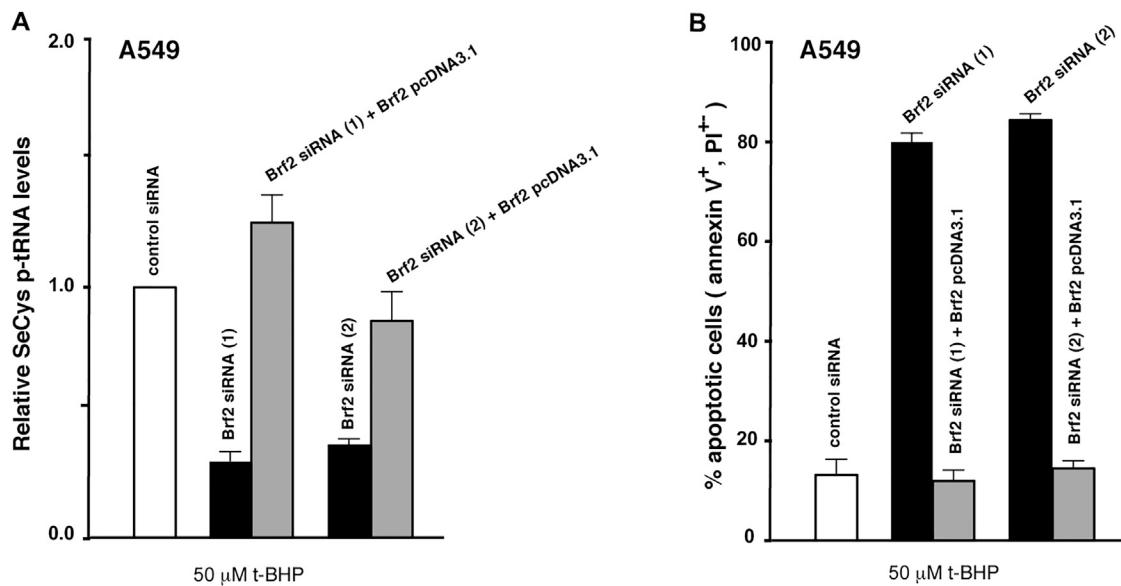 A
A549
Relative SeCys p-tRNA levels
2.0
1.0
0.0
control siRNA
Brf2 siRNA (1)
Brf2 siRNA (1) + Brf2 pcDNA3.1
Brf2 siRNA (2)
Brf2 siRNA (2) + Brf2 pcDNA3.1
50 µM t-BHP
B
A549
% apoptotic cells ( annexin V⁺, PI⁺⁻ )
100
80
60
40
20
0
control siRNA
Brf2 siRNA (1)
Brf2 siRNA (1) + Brf2 pcDNA3.1
Brf2 siRNA (2)
Brf2 siRNA (2) + Brf2 pcDNA3.1
50 µM t-BHP